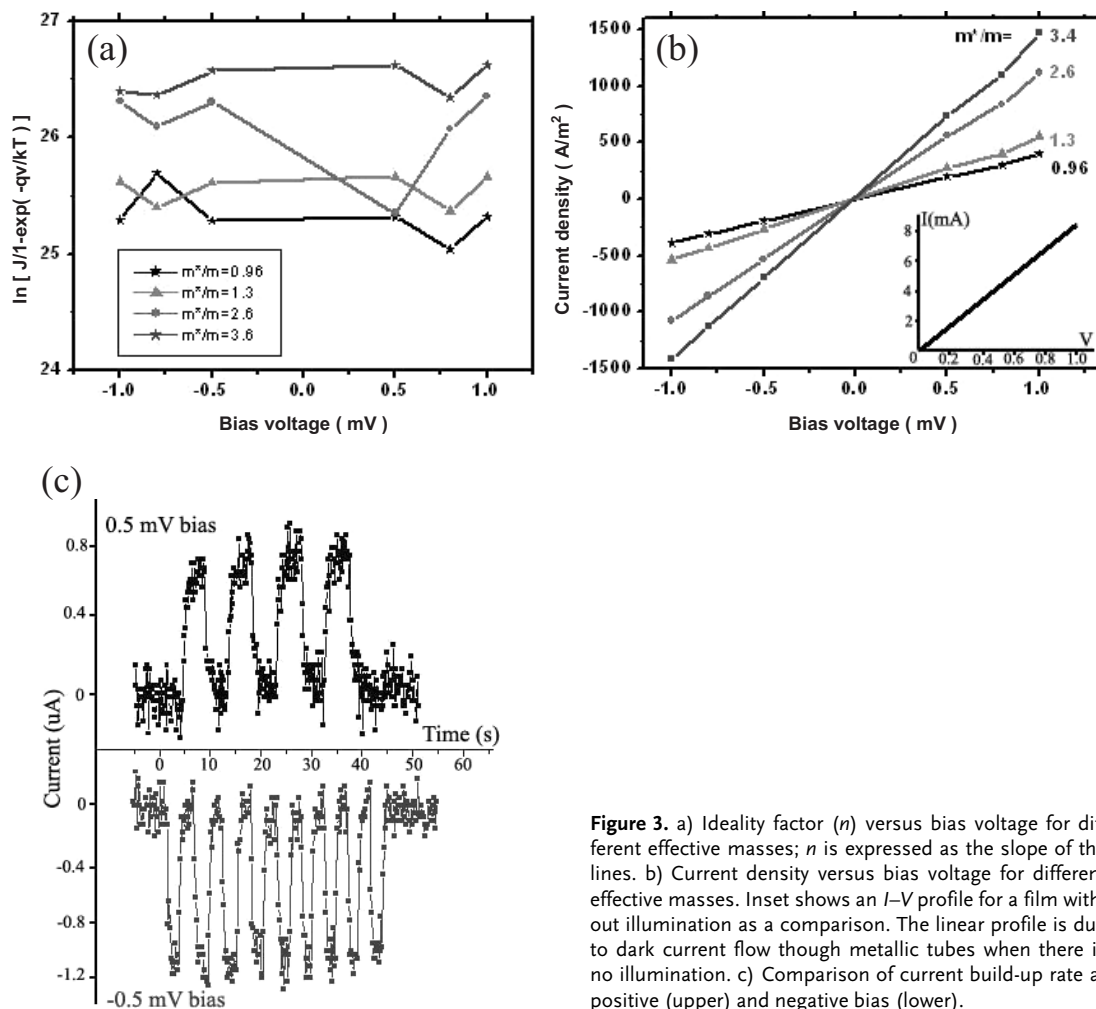 (a)
27
26
25
24
ln [ J/1-exp( -qv/kT ) ]
m*/m=0.96
m*/m=1.3
m*/m=2.6
m*/m=3.6
-1.0 -0.5 0.0 0.5 1.0
Bias voltage ( mV )
(b)
1500
1000
500
0
-500
-1000
-1500
Current density ( A/m²)
m*/m=
3.4
2.6
1.3
0.96
I(mA)
8
6
4
2
0 0.2 0.4 0.6 0.8 1.0
V
-1.0 -0.5 0.0 0.5 1.0
Bias voltage ( mV )
(c)
0.5 mV bias
0.8
0.4
0
Time (s)
0 10 20 30 40 50 60
Current (uA)
0
-0.4
-0.8
-1.2
-0.5 mV bias
Figure 3. a) Ideality factor (n) versus bias voltage for dif
ferent effective masses; n is expressed as the slope of th
lines. b) Current density versus bias voltage for differen
effective masses. Inset shows an I–V profile for a film with
out illumination as a comparison. The linear profile is du
to dark current flow though metallic tubes when there i
no illumination. c) Comparison of current build-up rate a
positive (upper) and negative bias (lower).